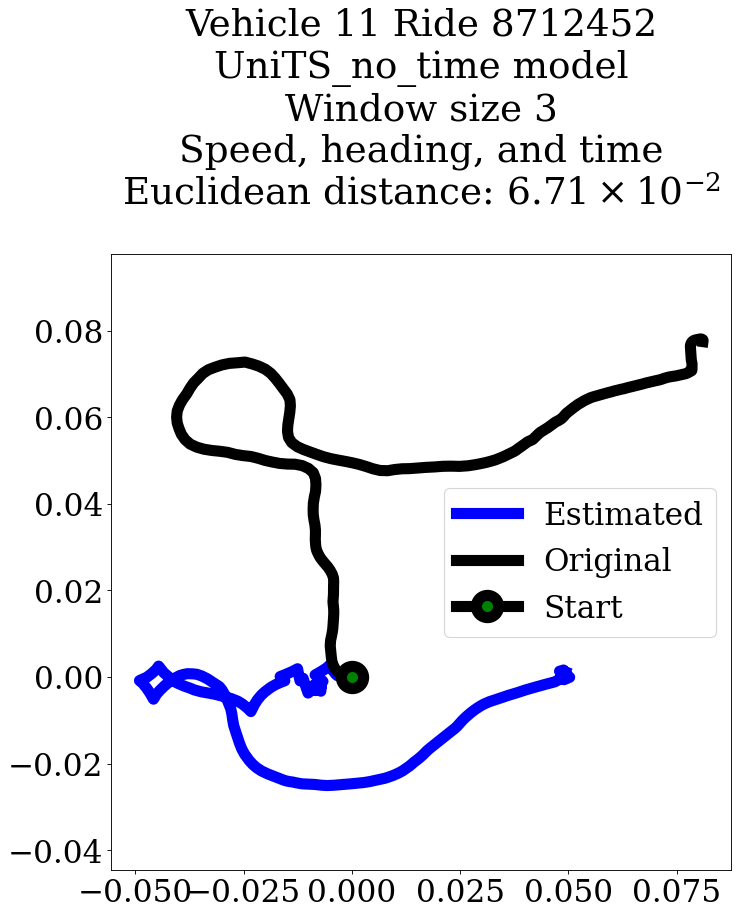 Vehicle 11 Ride 8712452
UniTS_no_time model
Window size 3
Speed, heading, and time
Euclidean distance: 6.71 × 10⁻²
0.08
0.06
0.04
0.02
0.00
−0.02
−0.04
Estimated
Original
Start
−0.050 −0.025 0.000 0.025 0.050 0.075